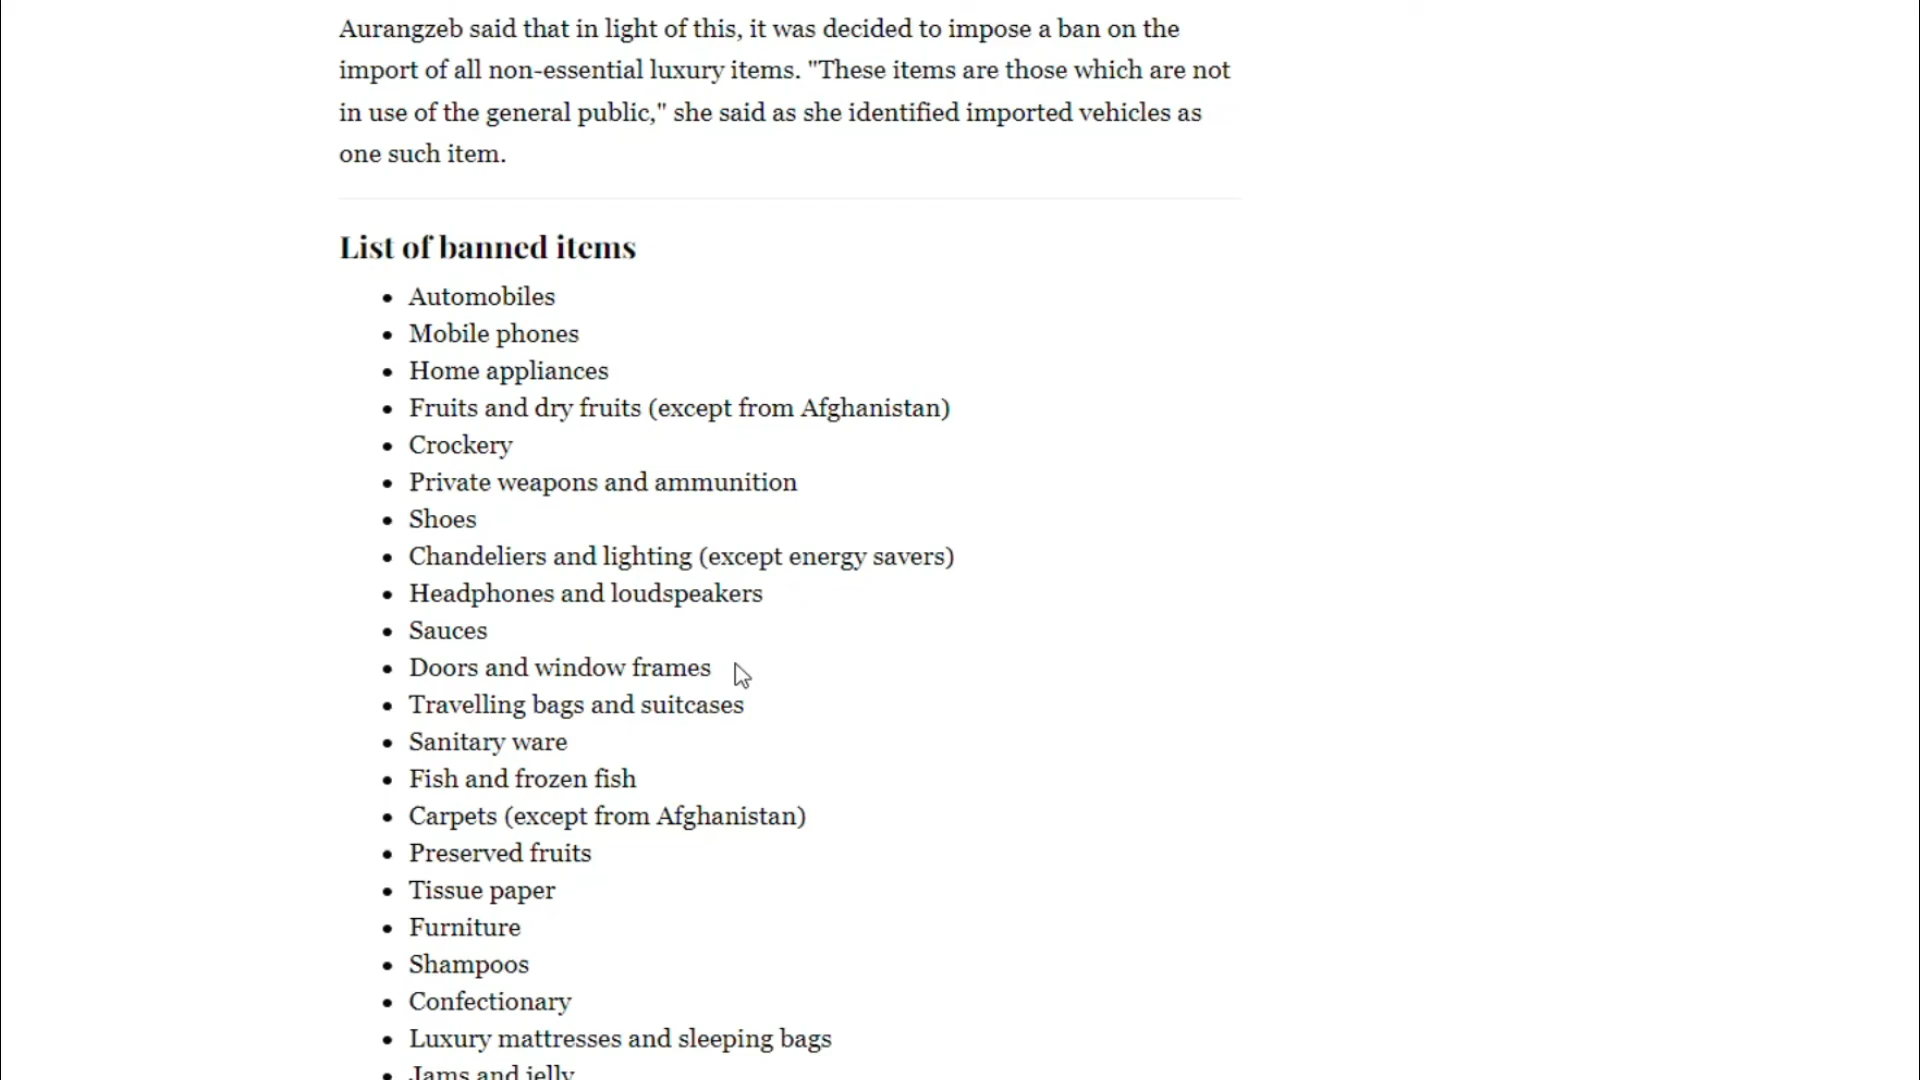 Aurangzeb said that in light of this, it was decided to impose a ban on the
import of all non-essential luxury items. "These items are those which are not
in use of the general public," she said as she identified imported vehicles as
one such item.
List of banned items
• Automobiles
• Mobile phones
• Home appliances
• Fruits and dry fruits (except from Afghanistan)
• Crockery
• Private weapons and ammunition
• Shoes
• Chandeliers and lighting (except energy savers)
• Headphones and loudspeakers
• Sauces
• Doors and window frames
• Travelling bags and suitcases
• Sanitary ware
• Fish and frozen fish
• Carpets (except from Afghanistan)
• Preserved fruits
• Tissue paper
• Furniture
• Shampoos
• Confectionary
• Luxury mattresses and sleeping bags
• Jams and jelly